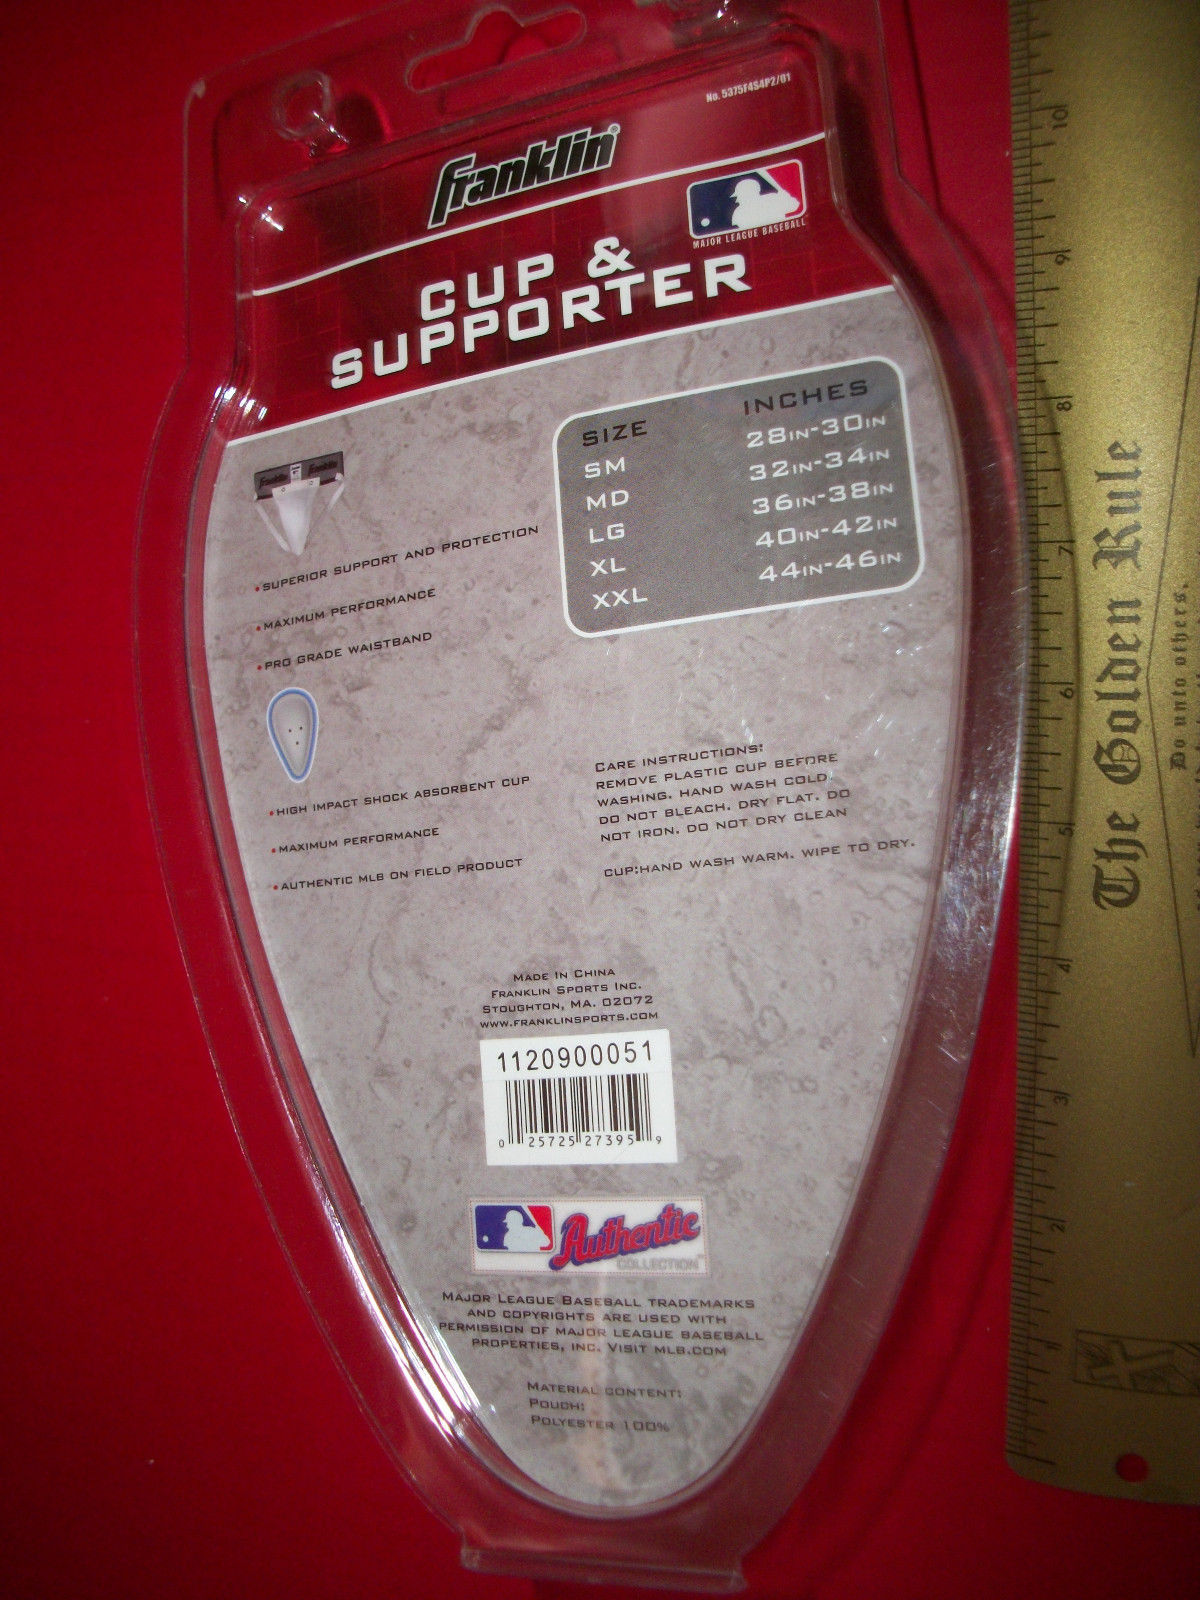 No. 5375F4S4P2/01
Franklin®
MAJOR LEAGUE BASEBALL
CUP &
SUPPORTER
SIZE INCHES
SM 28IN-30IN
MD 32IN-34IN
LG 36IN-38IN
XL 40IN-42IN
XXL 44IN-46IN
Franklin Franklin
•SUPERIOR SUPPORT AND PROTECTION
•MAXIMUM PERFORMANCE
•PRO GRADE WAISTBAND
•HIGH IMPACT SHOCK ABSORBENT CUP
•MAXIMUM PERFORMANCE
•AUTHENTIC MLB ON FIELD PRODUCT
CARE INSTRUCTIONS:
REMOVE PLASTIC CUP BEFORE
WASHING. HAND WASH COLD
DO NOT BLEACH. DRY FLAT. DO
NOT IRON. DO NOT DRY CLEAN
CUP:HAND WASH WARM. WIPE TO DRY.
MADE IN CHINA
FRANKLIN SPORTS INC.
STOUGHTON, MA. 02072
WWW.FRANKLINSPORTS.COM
1120900051
0 25725 27395 9
Authentic
COLLECTION™
MAJOR LEAGUE BASEBALL TRADEMARKS
AND COPYRIGHTS ARE USED WITH
PERMISSION OF MAJOR LEAGUE BASEBALL
PROPERTIES, INC. VISIT MLB.COM
MATERIAL CONTENT:
POUCH:
POLYESTER 100%
The Golden Rule
Do unto others,
10
9
8
7
6
5
4
3
2